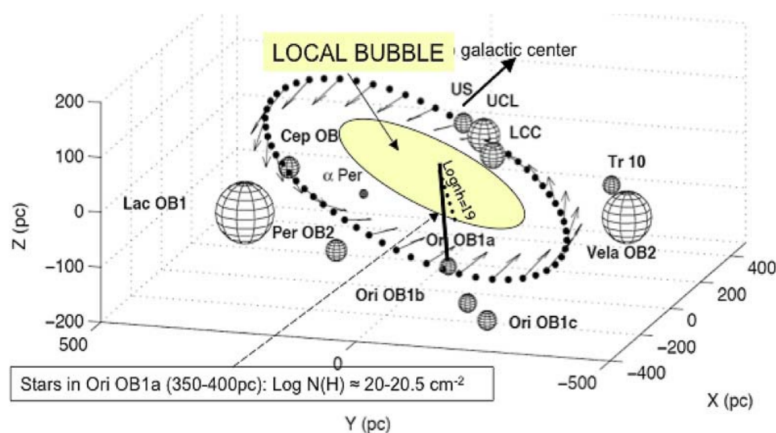 LOCAL BUBBLE
galactic center
US
UCL
LCC
Cep OB
α Per
Lac OB1
Per OB2
Lognh=19
Ori OB1a
Ori OB1b
Ori OB1c
Tr 10
Vela OB2
Z (pc)
200
100
0
−100
−200
500
0
−500
Y (pc)
−400
−200
0
200
400
X (pc)
Stars in Ori OB1a (350-400pc): Log N(H) ≈ 20-20.5 cm⁻²